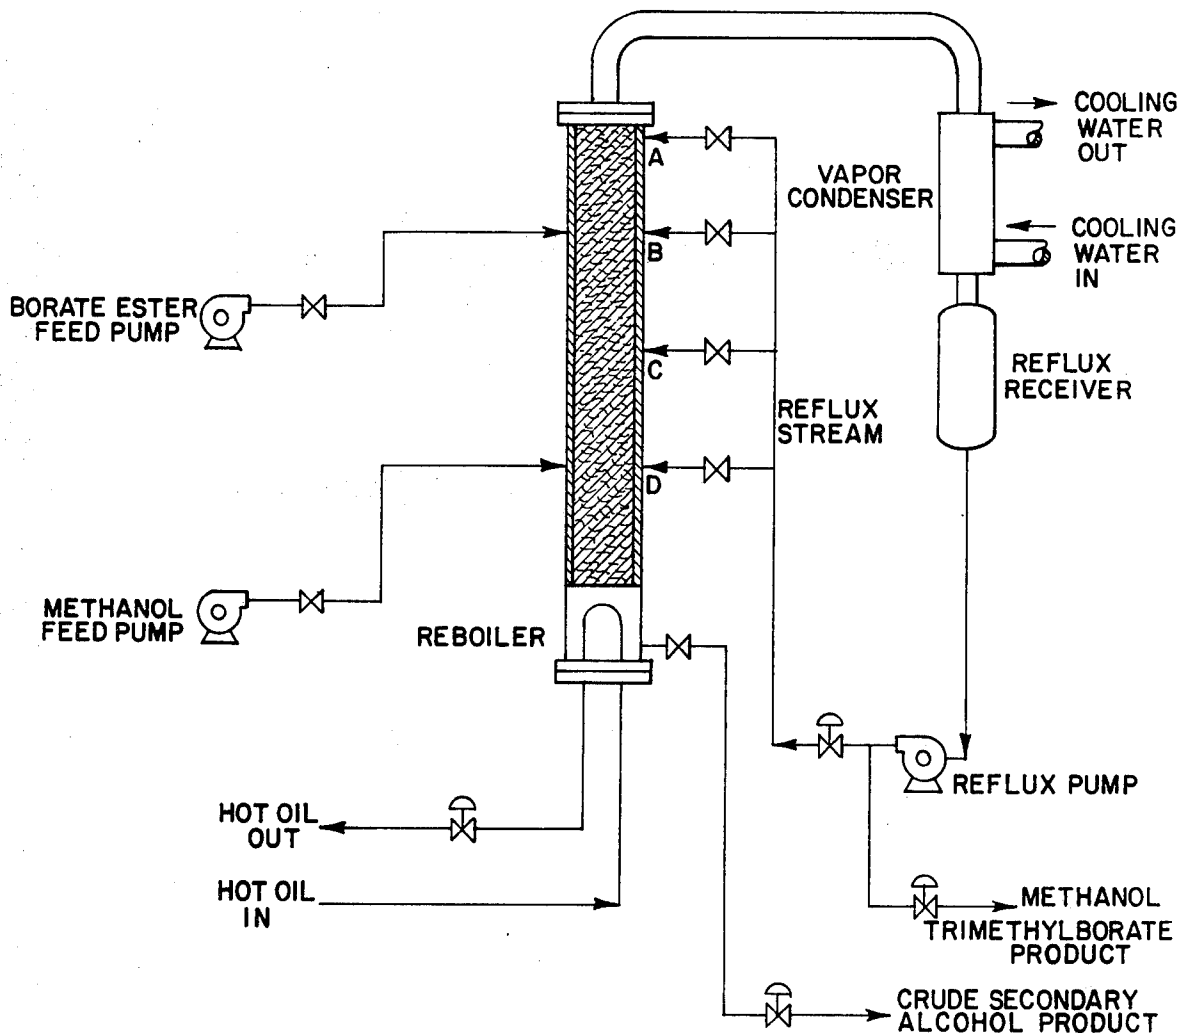 COOLING
WATER
OUT
A
VAPOR
CONDENSER
B
COOLING
WATER
IN
BORATE ESTER
FEED PUMP
C
REFLUX
RECEIVER
REFLUX
STREAM
D
METHANOL
FEED PUMP
REBOILER
REFLUX PUMP
HOT OIL
OUT
HOT OIL
IN
METHANOL
TRIMETHYLBORATE
PRODUCT
CRUDE SECONDARY
ALCOHOL PRODUCT